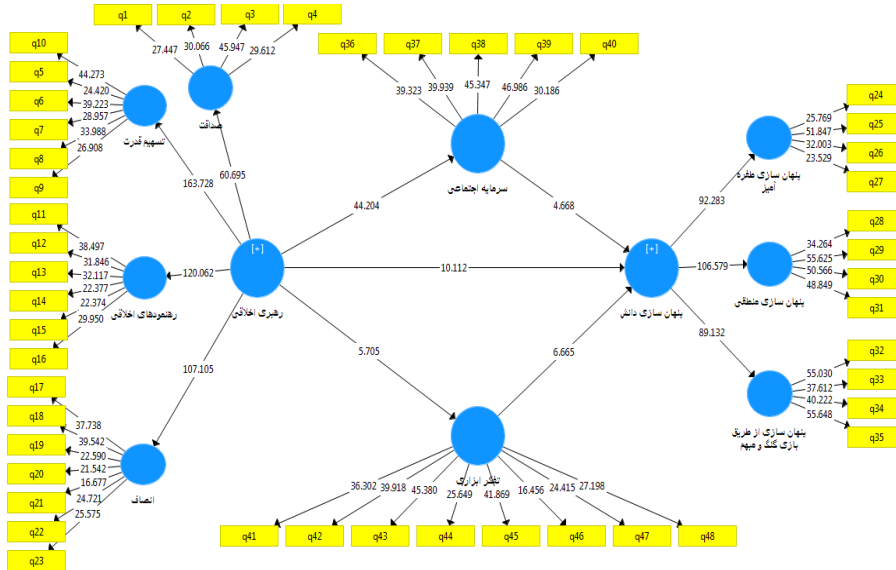 q1
q2
q3
q4
27.447
30.066
45.947
29.612
صداقت
q10
q5
q6
q7
q8
q9
44.273
24.420
39.223
28.957
33.988
26.908
تسهیم قدرت
q36
q37
q38
q39
q40
39.323
39.939
45.347
46.986
30.186
سرمایه اجتماعی
q24
q25
q26
q27
25.769
51.847
32.003
23.529
پنهان سازی طفره
آمیز
163.728
60.695
44.204
4.668
92.283
q11
q12
q13
q14
q15
q16
38.497
31.846
32.117
22.377
22.374
29.950
رهنمودهای اخلاقی
120.062
[+]
رهبری اخلاقی
10.112
[+]
پنهان سازی دانش
106.579
q28
q29
q30
q31
34.264
55.625
50.566
48.849
پنهان سازی منطقی
107.105
5.705
6.665
89.132
q32
q33
q34
q35
55.030
37.612
40.222
55.648
پنهان سازی از طریق
بازی گنگ و مبهم
q17
q18
q19
q20
q21
q22
q23
37.738
39.542
22.590
21.542
16.677
24.721
25.575
انصاف
تفکر ابزاری
36.302
39.918
45.380
25.649
41.869
16.456
24.415
27.198
q41
q42
q43
q44
q45
q46
q47
q48